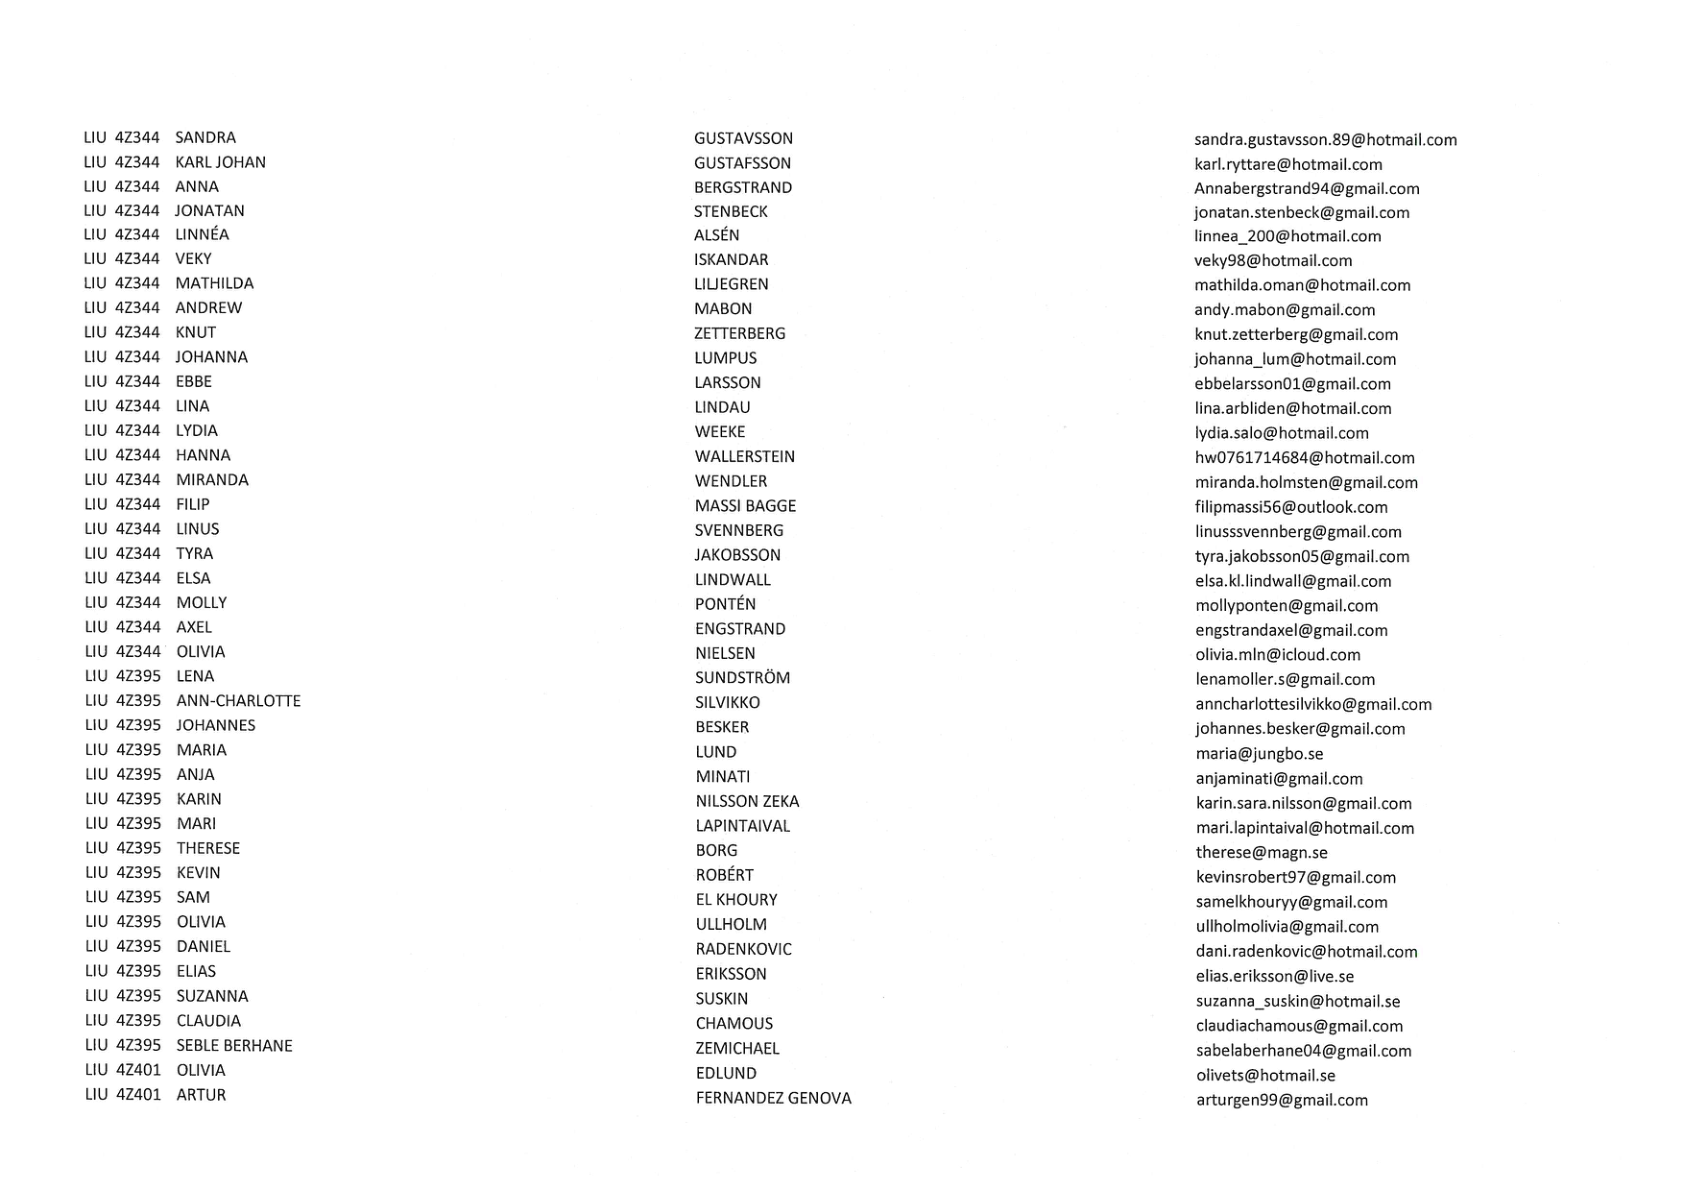 LIU 4Z344 SANDRA GUSTAVSSON sandra.gustavsson.89@hotmail.com
LIU 4Z344 KARL JOHAN GUSTAFSSON karl.ryttare@hotmail.com
LIU 4Z344 ANNA BERGSTRAND Annabergstrand94@gmail.com
LIU 4Z344 JONATAN STENBECK jonatan.stenbeck@gmail.com
LIU 4Z344 LINNÉA ALSÉN linnea_200@hotmail.com
LIU 4Z344 VEKY ISKANDAR veky98@hotmail.com
LIU 4Z344 MATHILDA LILJEGREN mathilda.oman@hotmail.com
LIU 4Z344 ANDREW MABON andy.mabon@gmail.com
LIU 4Z344 KNUT ZETTERBERG knut.zetterberg@gmail.com
LIU 4Z344 JOHANNA LUMPUS johanna_lum@hotmail.com
LIU 4Z344 EBBE LARSSON ebbelarsson01@gmail.com
LIU 4Z344 LINA LINDAU lina.arbliden@hotmail.com
LIU 4Z344 LYDIA WEEKE lydia.salo@hotmail.com
LIU 4Z344 HANNA WALLERSTEIN hw0761714684@hotmail.com
LIU 4Z344 MIRANDA WENDLER miranda.holmsten@gmail.com
LIU 4Z344 FILIP MASSI BAGGE filipmassi56@outlook.com
LIU 4Z344 LINUS SVENNBERG linusssvennberg@gmail.com
LIU 4Z344 TYRA JAKOBSSON tyra.jakobsson05@gmail.com
LIU 4Z344 ELSA LINDWALL elsa.kl.lindwall@gmail.com
LIU 4Z344 MOLLY PONTÉN mollyponten@gmail.com
LIU 4Z344 AXEL ENGSTRAND engstrandaxel@gmail.com
LIU 4Z344 OLIVIA NIELSEN olivia.mln@icloud.com
LIU 4Z395 LENA SUNDSTRÖM lenamoller.s@gmail.com
LIU 4Z395 ANN-CHARLOTTE SILVIKKO anncharlottesilvikko@gmail.com
LIU 4Z395 JOHANNES BESKER johannes.besker@gmail.com
LIU 4Z395 MARIA LUND maria@jungbo.se
LIU 4Z395 ANJA MINATI anjaminati@gmail.com
LIU 4Z395 KARIN NILSSON ZEKA karin.sara.nilsson@gmail.com
LIU 4Z395 MARI LAPINTAIVAL mari.lapintaival@hotmail.com
LIU 4Z395 THERESE BORG therese@magn.se
LIU 4Z395 KEVIN ROBÉRT kevinsrobert97@gmail.com
LIU 4Z395 SAM EL KHOURY samelkhouryy@gmail.com
LIU 4Z395 OLIVIA ULLHOLM ullholmolivia@gmail.com
LIU 4Z395 DANIEL RADENKOVIC dani.radenkovic@hotmail.com
LIU 4Z395 ELIAS ERIKSSON elias.eriksson@live.se
LIU 4Z395 SUZANNA SUSKIN suzanna_suskin@hotmail.se
LIU 4Z395 CLAUDIA CHAMOUS claudiachamous@gmail.com
LIU 4Z395 SEBLE BERHANE ZEMICHAEL sabelaberhane04@gmail.com
LIU 4Z401 OLIVIA EDLUND olivets@hotmail.se
LIU 4Z401 ARTUR FERNANDEZ GENOVA arturgen99@gmail.com